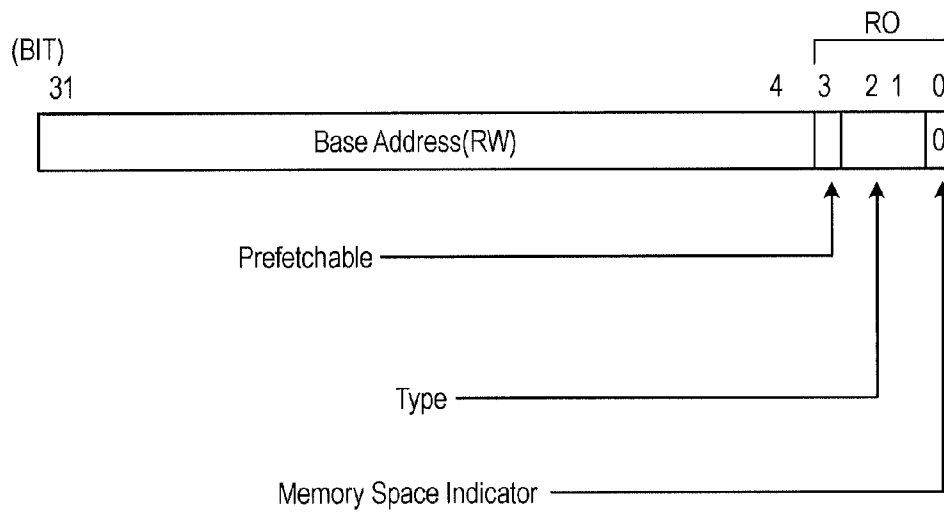 RO
(BIT)
31 4 3 2 1 0
Base Address(RW) 0
Prefetchable
Type
Memory Space Indicator